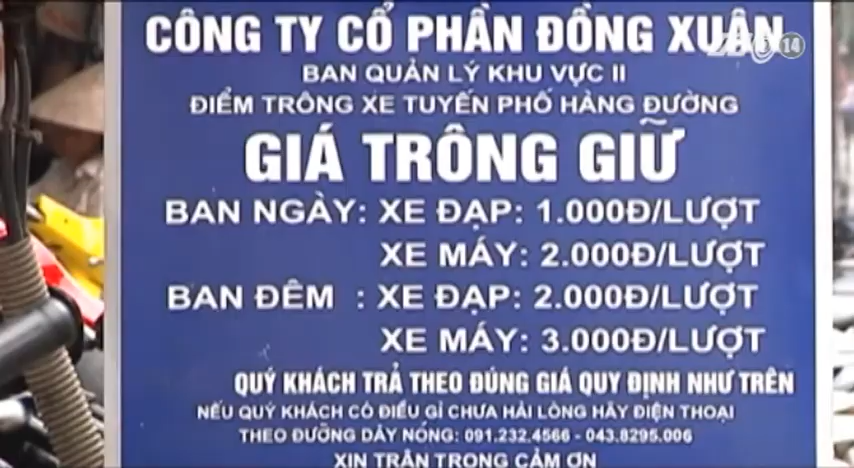 CÔNG TY CỔ PHẦN ĐỒNG XUÂN
BAN QUẢN LÝ KHU VỰC II
ĐIỂM TRÔNG XE TUYẾN PHỐ HÀNG ĐƯỜNG
GIÁ TRÔNG GIỮ
BAN NGÀY: XE ĐẠP: 1.000Đ/LƯỢT
XE MÁY: 2.000Đ/LƯỢT
BAN ĐÊM : XE ĐẠP: 2.000Đ/LƯỢT
XE MÁY: 3.000Đ/LƯỢT
QUÝ KHÁCH TRẢ THEO ĐÚNG GIÁ QUY ĐỊNH NHƯ TRÊN
NẾU QUÝ KHÁCH CÓ ĐIỀU GÌ CHƯA HÀI LÒNG HÃY ĐIỆN THOẠI
THEO ĐƯỜNG DÂY NÓNG: 091.232.4566 - 043.8295.006
XIN TRÂN TRỌNG CẢM ƠN
14